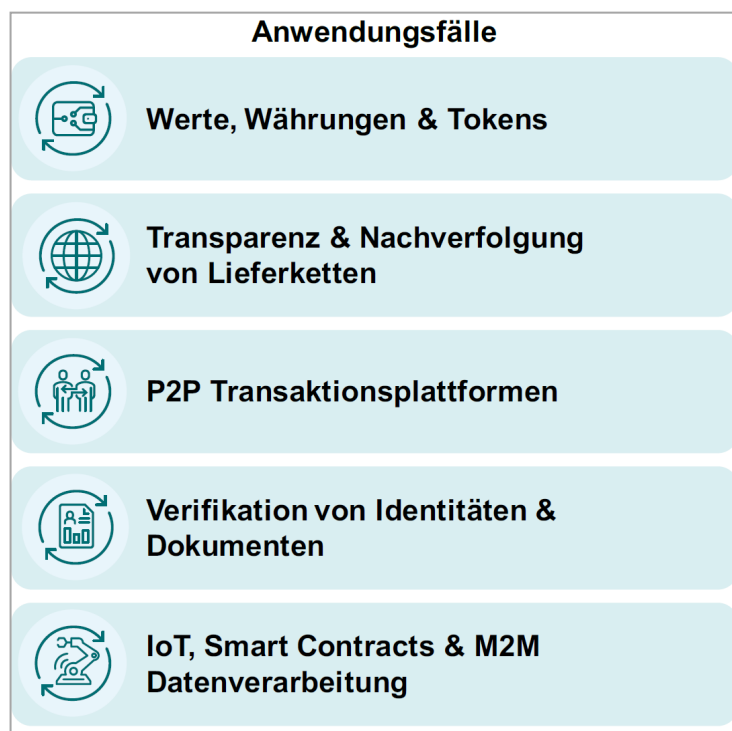 Anwendungsfälle
Werte, Währungen & Tokens
Transparenz & Nachverfolgung
von Lieferketten
P2P Transaktionsplattformen
Verifikation von Identitäten &
Dokumenten
IoT, Smart Contracts & M2M
Datenverarbeitung